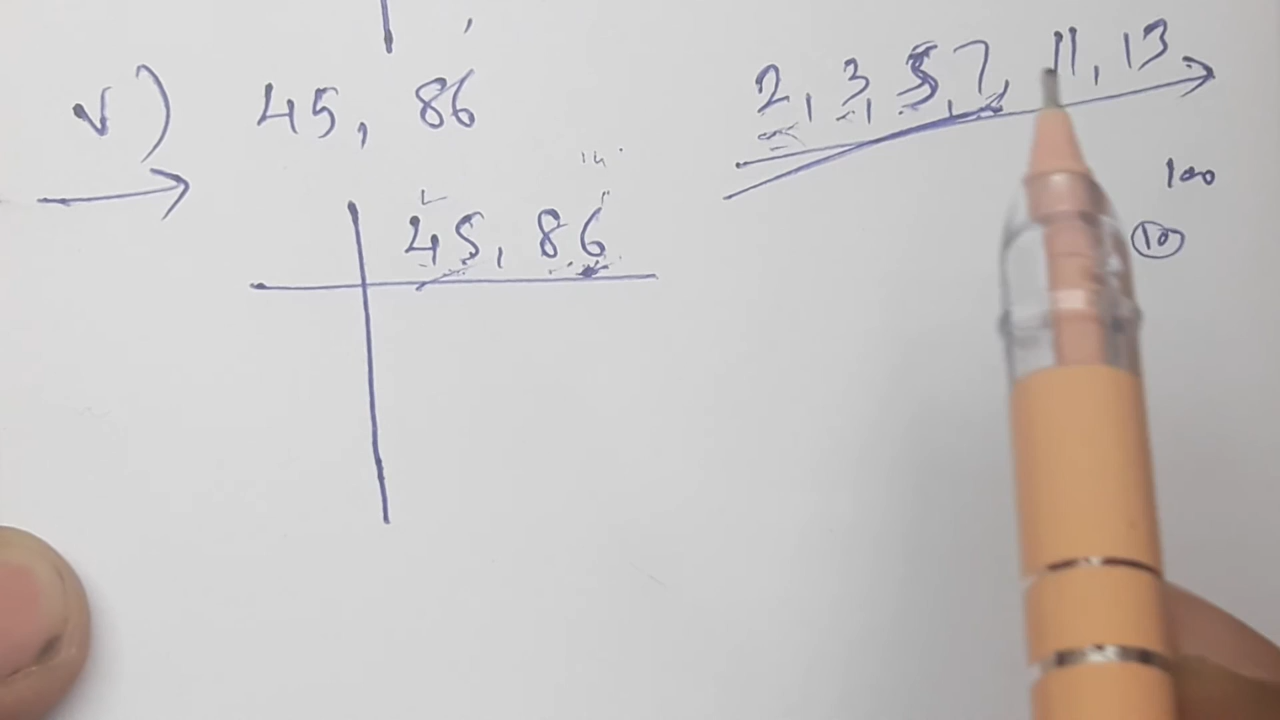 v) 45, 86
2, 3, 5, 7, 11, 13
100
45, 86
10